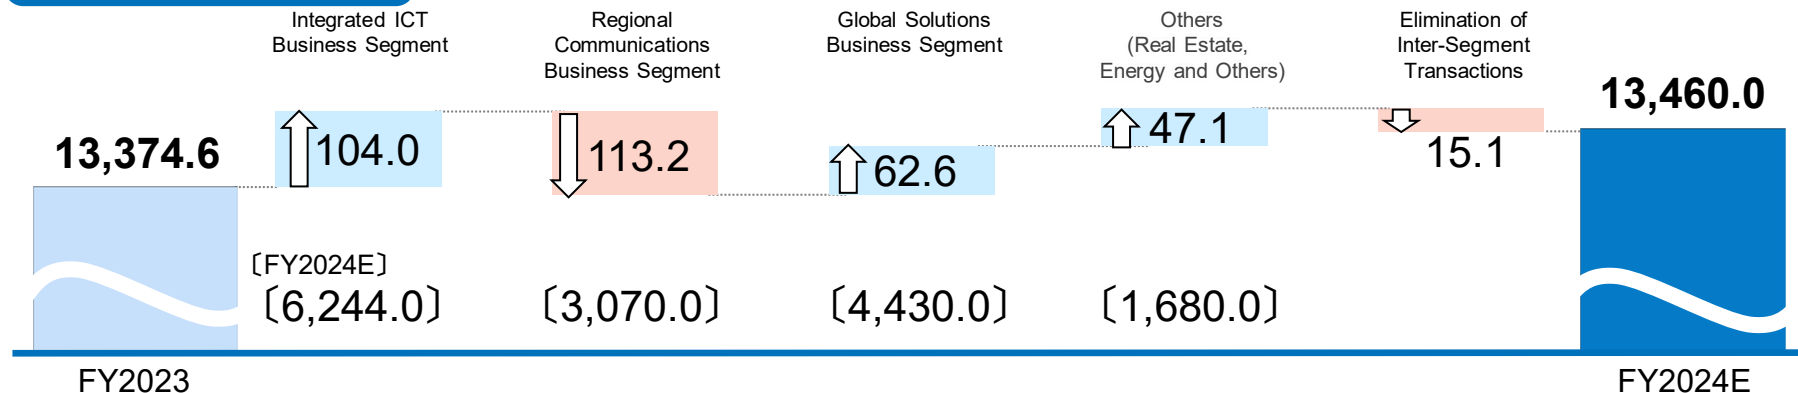 Integrated ICT
Business Segment
Regional
Communications
Business Segment
Global Solutions
Business Segment
Others
(Real Estate,
Energy and Others)
Elimination of
Inter-Segment
Transactions
13,374.6
104.0
113.2
62.6
47.1
15.1
13,460.0
〔FY2024E〕
〔6,244.0〕
〔3,070.0〕
〔4,430.0〕
〔1,680.0〕
FY2023
FY2024E